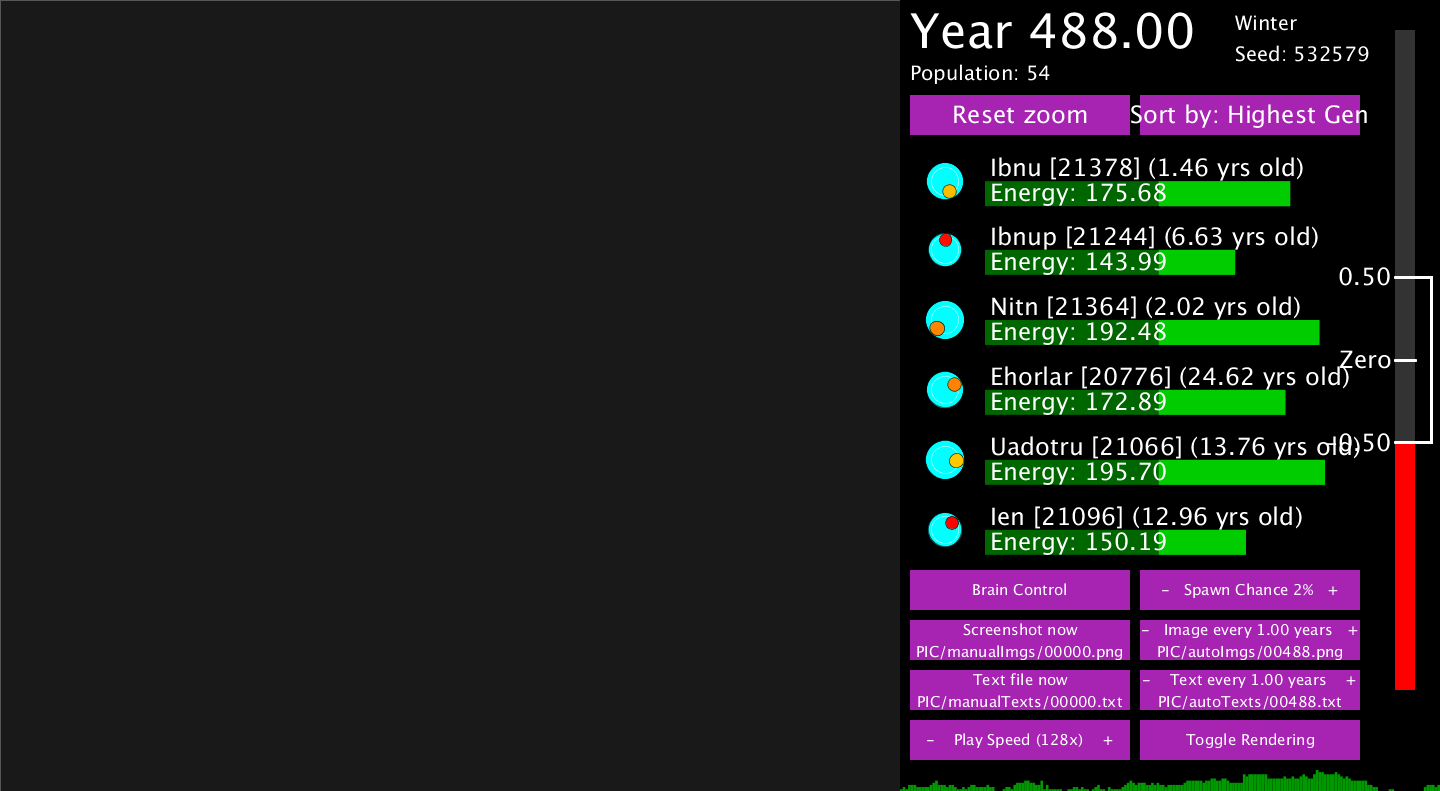 Year 488.00
Winter
Seed: 532579
Population: 54
Reset zoom
Sort by: Highest Gen
Ibnu [21378] (1.46 yrs old)
Energy: 175.68
Ibnup [21244] (6.63 yrs old)
Energy: 143.99
Nitn [21364] (2.02 yrs old)
Energy: 192.48
Ehorlar [20776] (24.62 yrs old)
Energy: 172.89
Uadotru [21066] (13.76 yrs old)
Energy: 195.70
Ien [21096] (12.96 yrs old)
Energy: 150.19
0.50
Zero
-0.50
Brain Control
- Spawn Chance 2% +
Screenshot now
PIC/manualImgs/00000.png
- Image every 1.00 years +
PIC/autoImgs/00488.png
Text file now
PIC/manualTexts/00000.txt
- Text every 1.00 years +
PIC/autoTexts/00488.txt
- Play Speed (128x) +
Toggle Rendering